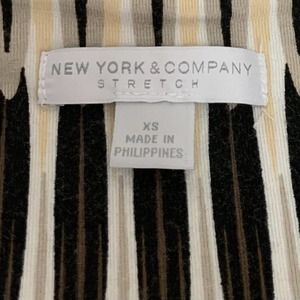 NEW YORK & COMPANY
STRETCH
XS
MADE IN
PHILIPPINES